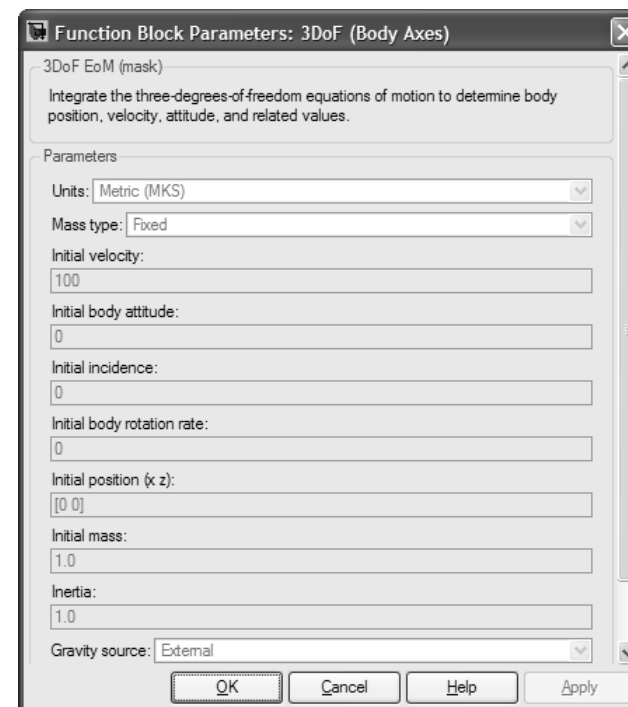 Function Block Parameters: 3DoF (Body Axes)
3DoF EoM (mask)
Integrate the three-degrees-of-freedom equations of motion to determine body
position, velocity, attitude, and related values.
Parameters
Units: Metric (MKS)
Mass type: Fixed
Initial velocity:
100
Initial body attitude:
0
Initial incidence:
0
Initial body rotation rate:
0
Initial position (x z):
[0 0]
Initial mass:
1.0
Inertia:
1.0
Gravity source: External
OK Cancel Help Apply